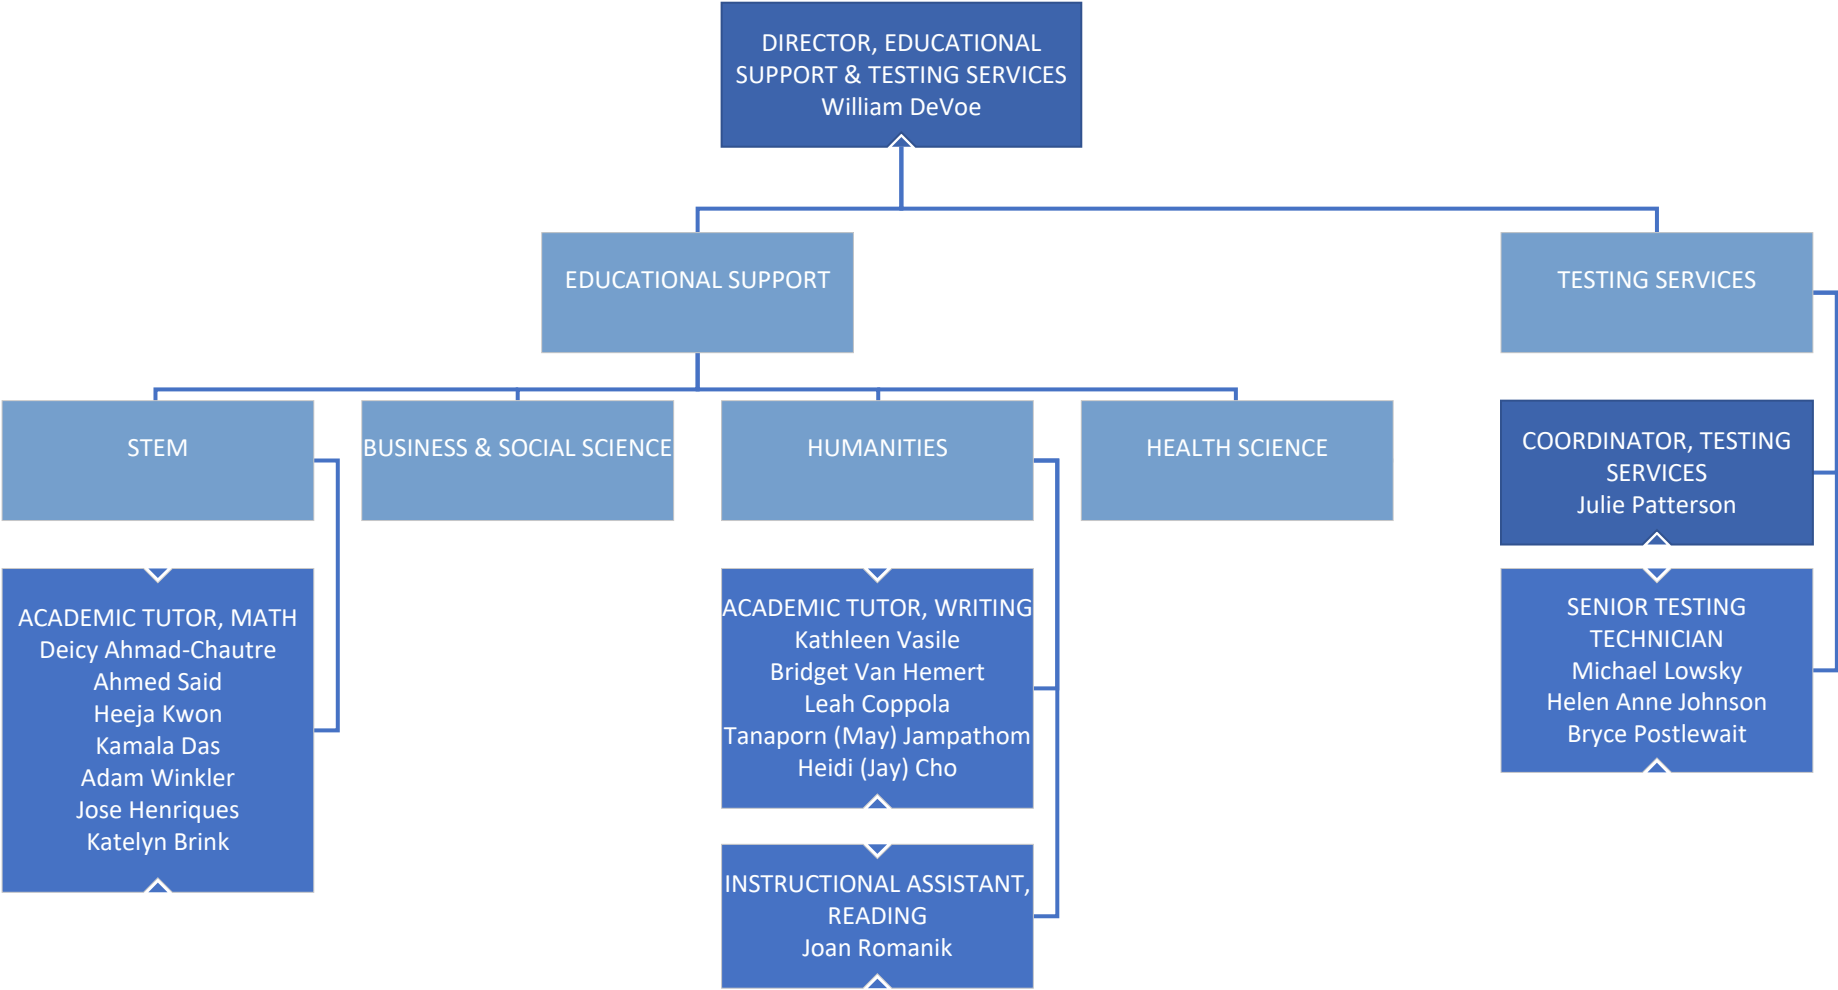 DIRECTOR, EDUCATIONAL
SUPPORT & TESTING SERVICES
William DeVoe
EDUCATIONAL SUPPORT
TESTING SERVICES
STEM
BUSINESS & SOCIAL SCIENCE
HUMANITIES
HEALTH SCIENCE
COORDINATOR, TESTING
SERVICES
Julie Patterson
ACADEMIC TUTOR, MATH
Deicy Ahmad-Chautre
Ahmed Said
Heeja Kwon
Kamala Das
Adam Winkler
Jose Henriques
Katelyn Brink
ACADEMIC TUTOR, WRITING
Kathleen Vasile
Bridget Van Hemert
Leah Coppola
Tanaporn (May) Jampathom
Heidi (Jay) Cho
SENIOR TESTING
TECHNICIAN
Michael Lowsky
Helen Anne Johnson
Bryce Postlewait
INSTRUCTIONAL ASSISTANT,
READING
Joan Romanik